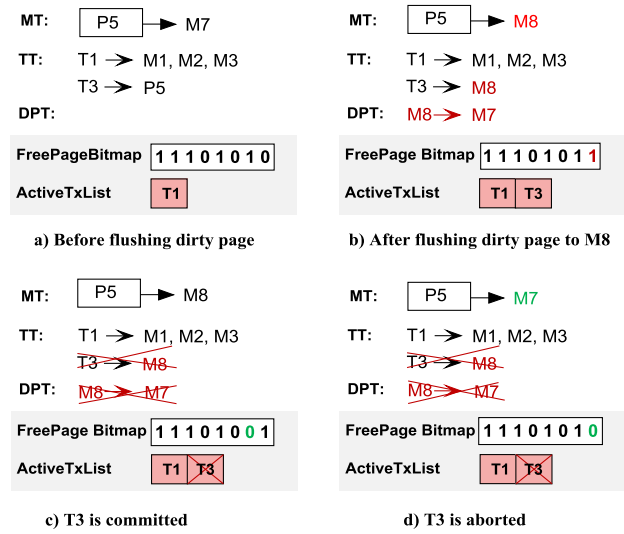 MT: P5 M7
TT: T1 M1, M2, M3
T3 P5
DPT:
FreePageBitmap 1 1 1 0 1 0 1 0
ActiveTxList T1
a) Before flushing dirty page
MT: P5 M8
TT: T1 M1, M2, M3
T3 M8
DPT: M8 M7
FreePage Bitmap 1 1 1 0 1 0 1 1
ActiveTxList T1 T3
b) After flushing dirty page to M8
MT: P5 M8
TT: T1 M1, M2, M3
T3 M8
DPT: M8 M7
FreePage Bitmap 1 1 1 0 1 0 0 1
ActiveTxList T1 T3
c) T3 is committed
MT: P5 M7
TT: T1 M1, M2, M3
T3 M8
DPT: M8 M7
FreePage Bitmap 1 1 1 0 1 0 1 0
ActiveTxList T1 T3
d) T3 is aborted